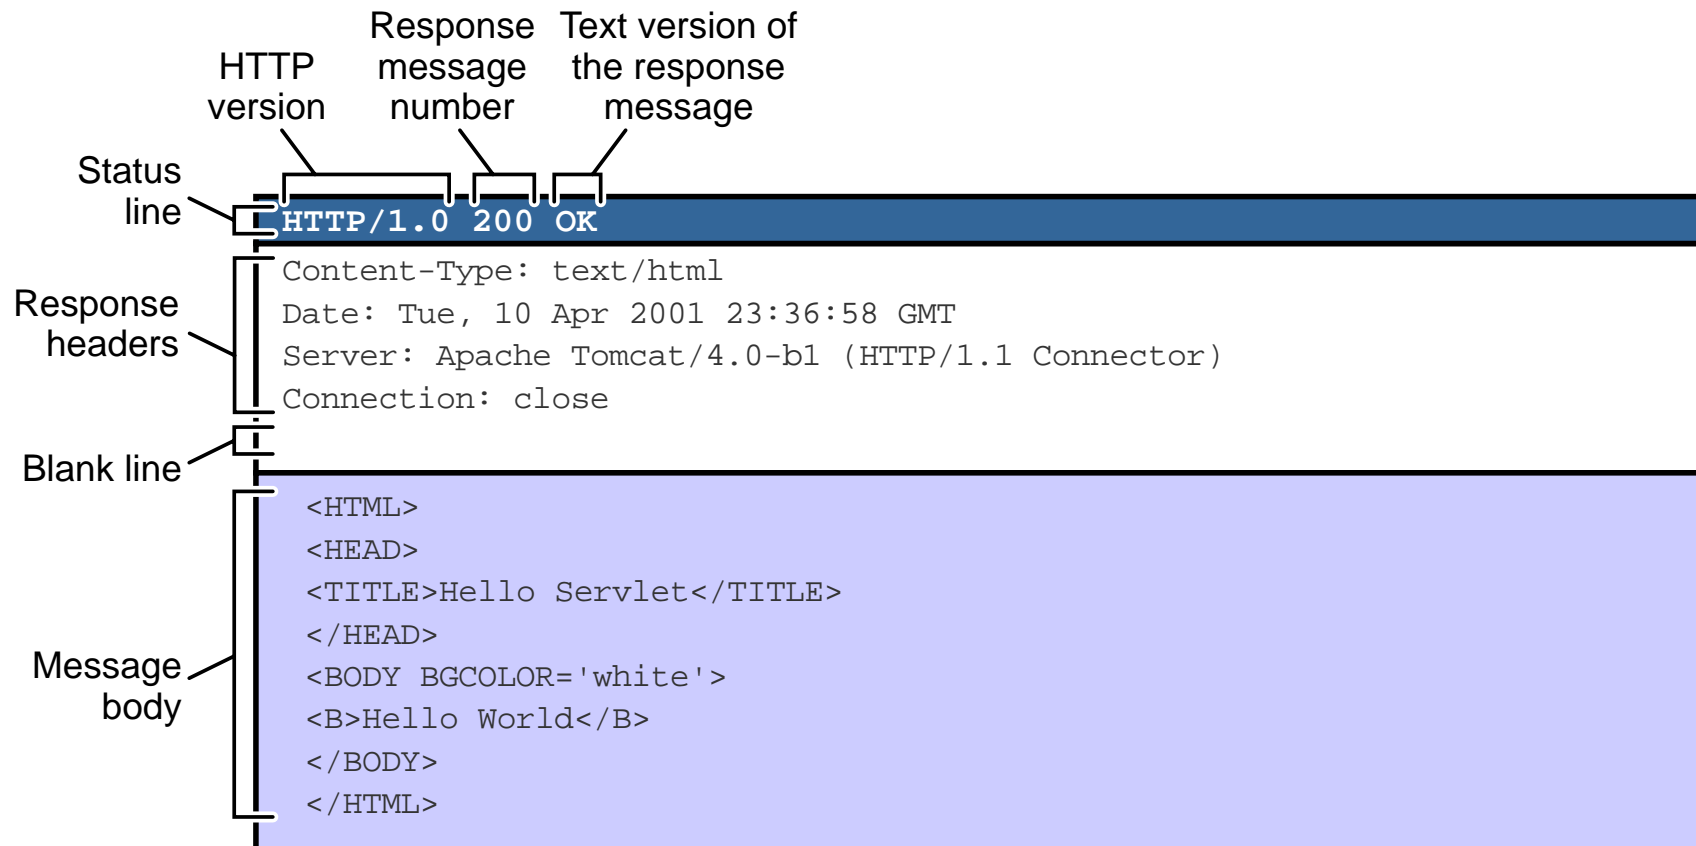 HTTP
version
Response
message
number
Text version of
the response
message
Status
line
HTTP/1.0 200 OK
Response
headers
Content-Type: text/html
Date: Tue, 10 Apr 2001 23:36:58 GMT
Server: Apache Tomcat/4.0-b1 (HTTP/1.1 Connector)
Connection: close
Blank line
Message
body
<HTML>
<HEAD>
<TITLE>Hello Servlet</TITLE>
</HEAD>
<BODY BGCOLOR='white'>
<B>Hello World</B>
</BODY>
</HTML>